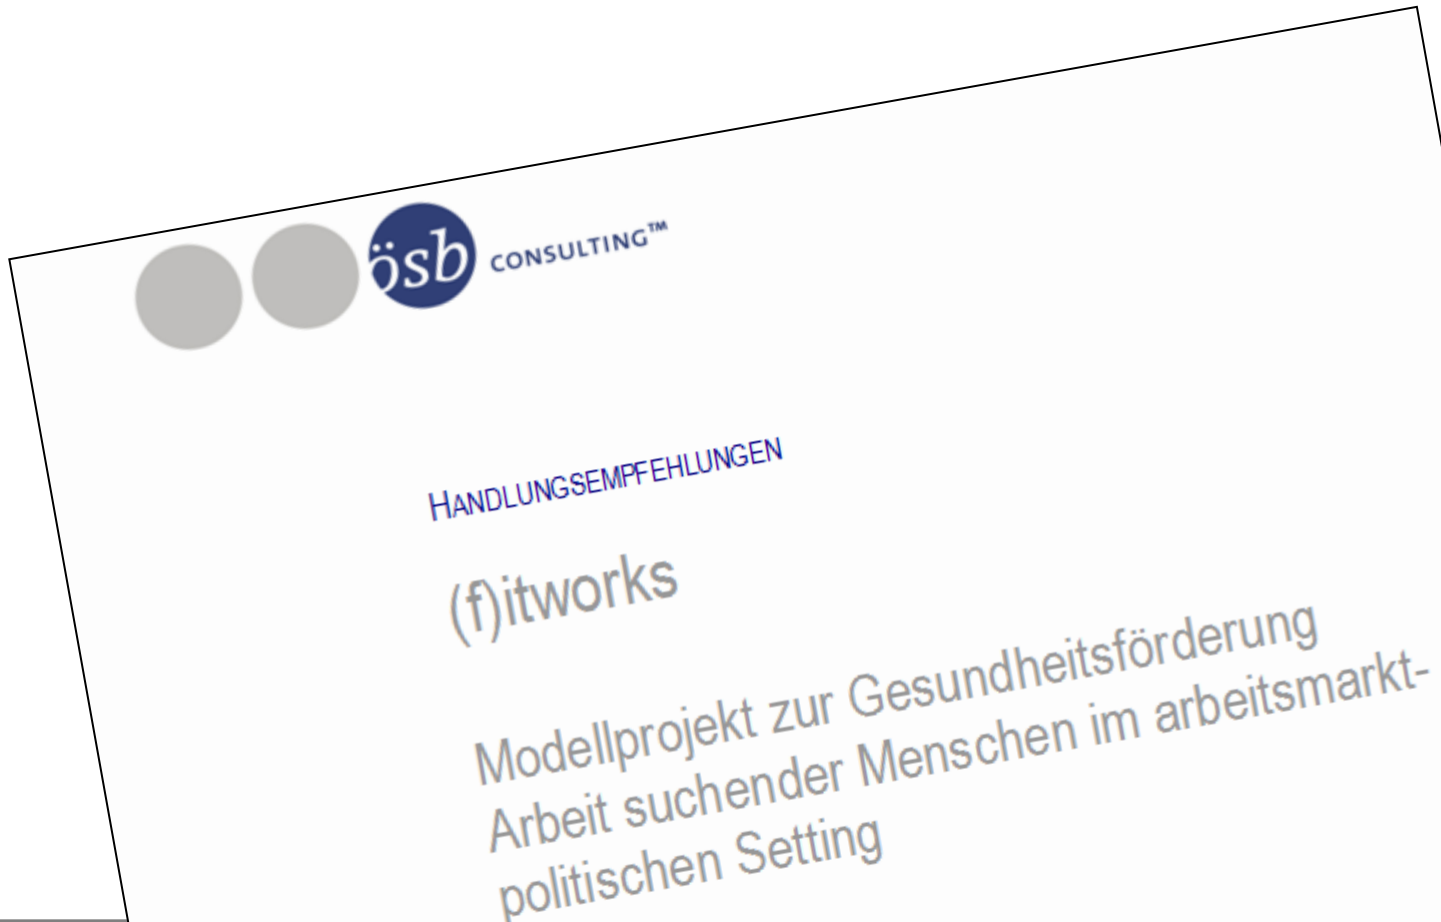 ösb CONSULTING™
HANDLUNGSEMPFEHLUNGEN
(f)itworks
Modellprojekt zur Gesundheitsförderung
Arbeit suchender Menschen im arbeitsmarkt-
politischen Setting